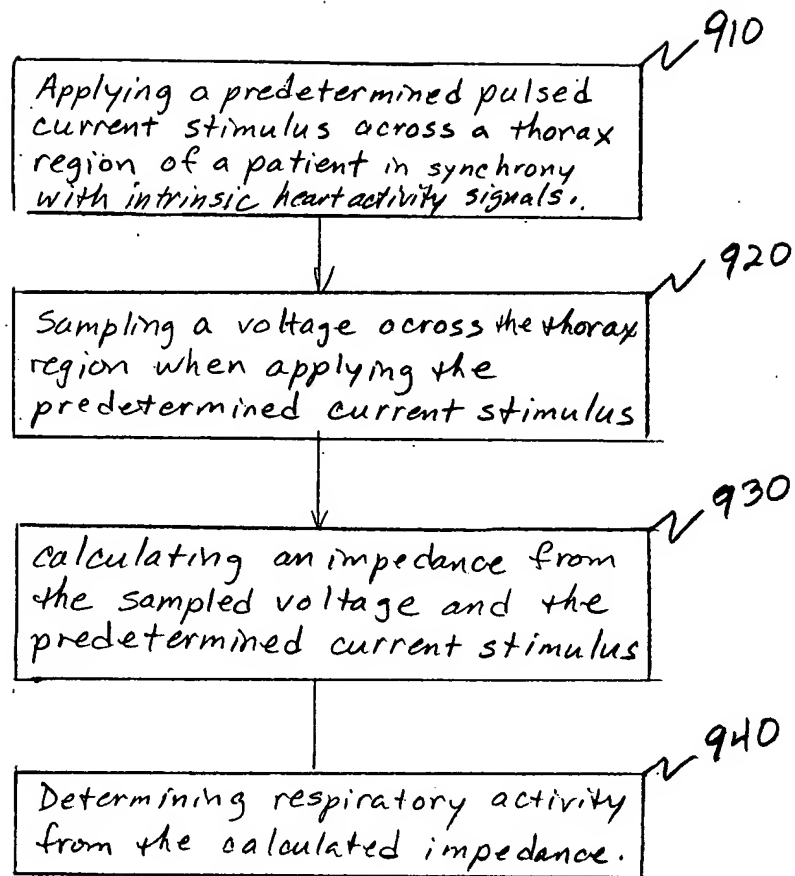 910
Applying a predetermined pulsed
current stimulus across a thorax
region of a patient in synchrony
with intrinsic heart activity signals.
920
Sampling a voltage across the thorax
region when applying the
predetermined current stimulus
930
calculating an impedance from
the sampled voltage and the
predetermined current stimulus
940
Determining respiratory activity
from the calculated impedance.